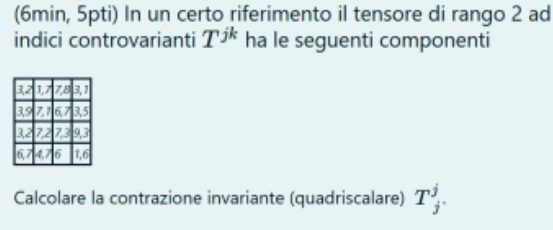 (6min, 5pti) In un certo riferimento il tensore di rango 2 ad
indici controvarianti T^{jk} ha le seguenti componenti
3,2 1,7 7,8 3,1
3,9 7,1 6,7 3,5
3,2 7,2 7,3 9,3
6,7 4,7 6 1,6
Calcolare la contrazione invariante (quadriscalare) T^j_j.